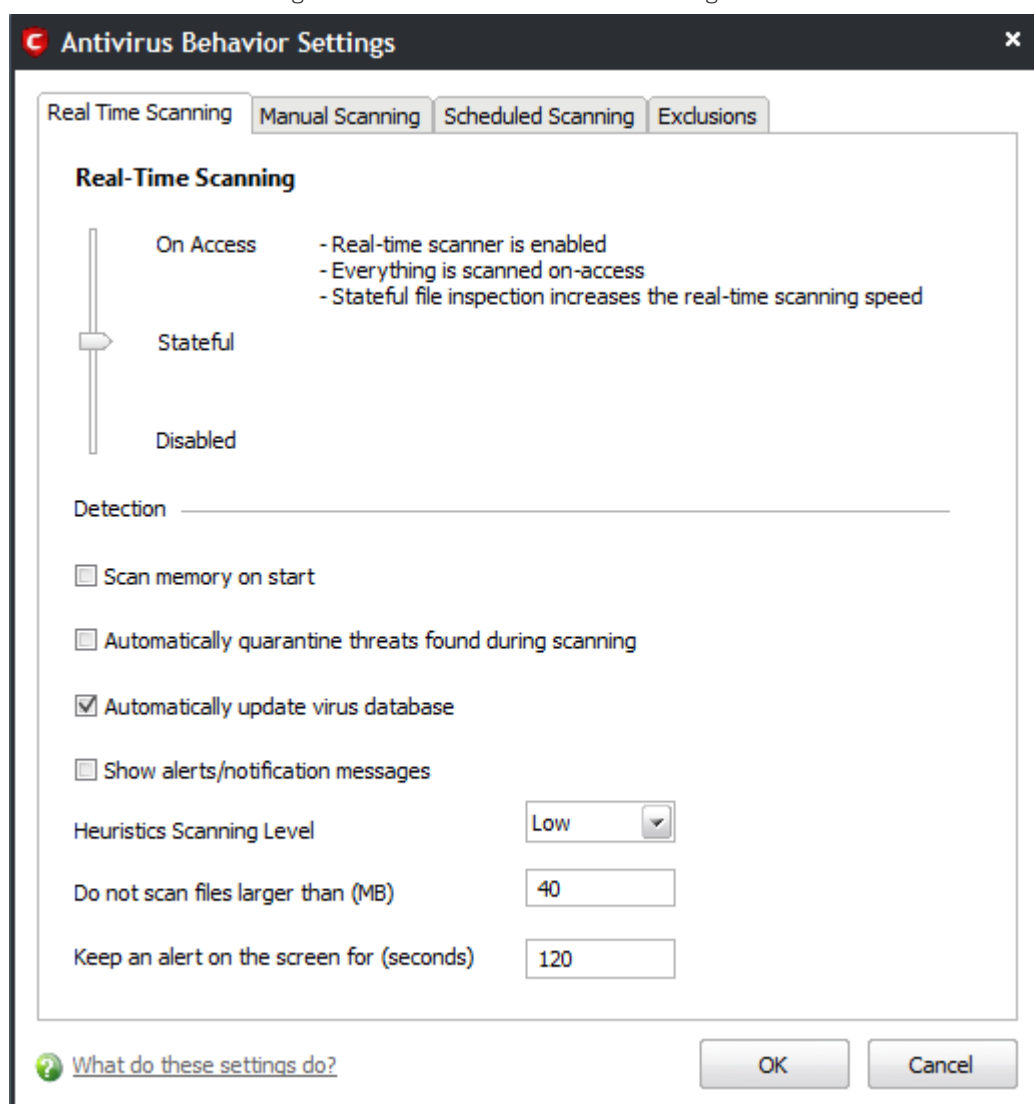 Antivirus Behavior Settings
Real Time Scanning
Manual Scanning
Scheduled Scanning
Exclusions
Real-Time Scanning
On Access
- Real-time scanner is enabled
- Everything is scanned on-access
- Stateful file inspection increases the real-time scanning speed
Stateful
Disabled
Detection
Scan memory on start
Automatically quarantine threats found during scanning
Automatically update virus database
Show alerts/notification messages
Heuristics Scanning Level
Low
Do not scan files larger than (MB)
40
Keep an alert on the screen for (seconds)
120
What do these settings do?
OK
Cancel